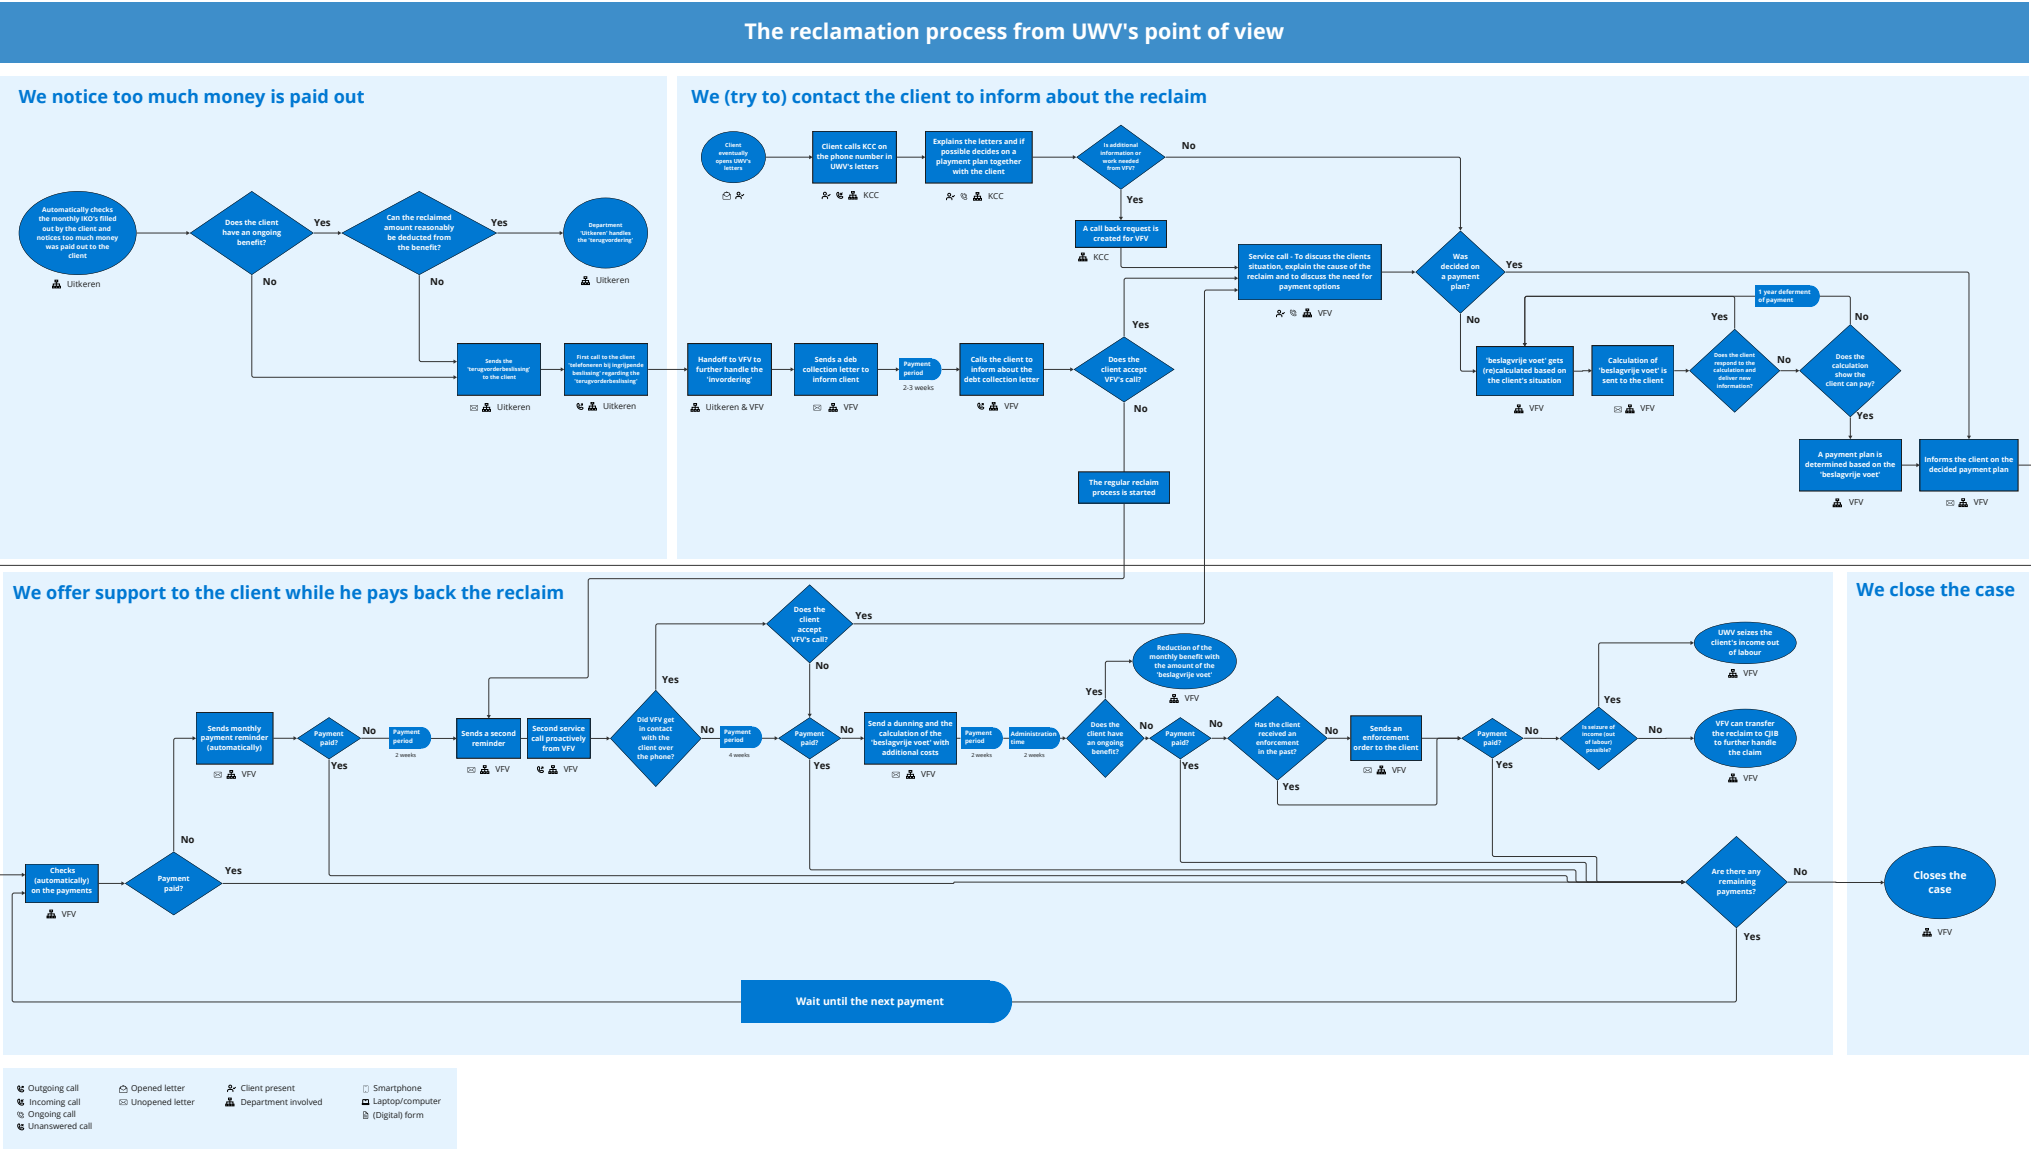 The reclamation process from UWV's point of view
We notice too much money is paid out
Automatically checks
the monthly IKO's filled
out by the client and
notices too much money
was paid out to the
client
Uitkeren
Does the client
have an ongoing
benefit?
Yes
No
Can the reclaimed
amount reasonably
be deducted from
the benefit?
Yes
No
Department
'Uitkeren' handles
the 'terugvordering'
Uitkeren
Sends the
'terugvorderbeslissing'
to the client
Uitkeren
First call to the client
'telefoneren bij ingrijpende
beslissing' regarding the
'terugvorderbeslissing'
Uitkeren
We (try to) contact the client to inform about the reclaim
Client
eventually
opens UWV's
letters
Client calls KCC on
the phone number in
UWV's letters
KCC
Explains the letters and if
possible decides on a
playment plan together
with the client
KCC
Is additional
information or
work needed
from VFV?
No
Yes
A call back request is
created for VFV
KCC
Service call - To discuss the clients
situation, explain the cause of the
reclaim and to discuss the need for
payment options
VFV
Was
decided on
a payment
plan?
Yes
No
1 year deferment
of payment
Handoff to VFV to
further handle the
'invordering'
Uitkeren & VFV
Sends a deb
collection letter to
inform client
VFV
Payment
period
2-3 weeks
Calls the client to
inform about the
debt collection letter
VFV
Does the
client accept
VFV's call?
Yes
No
The regular reclaim
process is started
'beslagvrije voet' gets
(re)calculated based on
the client's situation
VFV
Calculation of
'beslagvrije voet' is
sent to the client
VFV
Does the client
respond to the
calculation and
deliver new
information?
Yes
No
Does the
calculation
show the
client can pay?
No
Yes
A payment plan is
determined based on the
'beslagvrije voet'
VFV
Informs the client on the
decided payment plan
VFV
We offer support to the client while he pays back the reclaim
Checks
(automatically)
on the payments
VFV
Payment
paid?
No
Yes
Sends monthly
payment reminder
(automatically)
VFV
Payment
paid?
No
Yes
Payment
period
2 weeks
Sends a second
reminder
VFV
Second service
call proactively
from VFV
VFV
Did VFV get
in contact
with the
client over
the phone?
Yes
No
Does the
client
accept
VFV's call?
Yes
No
Payment
period
4 weeks
Payment
paid?
No
Yes
Send a dunning and the
calculation of the
'beslagvrije voet' with
additional costs
VFV
Payment
period
2 weeks
Administration
time
2 weeks
Does the
client have
an ongoing
benefit?
Yes
No
Reduction of the
monthly benefit with
the amount of the
'beslagvrije voet'
VFV
Payment
paid?
No
Yes
Has the client
received an
enforcement
in the past?
No
Yes
Sends an
enforcement
order to the client
VFV
Payment
paid?
No
Yes
Is seizure of
income (out
of labour)
possible?
Yes
No
UWV seizes the
client's income out
of labour
VFV
VFV can transfer
the reclaim to CJIB
to further handle
the claim
VFV
Are there any
remaining
payments?
No
Yes
Wait until the next payment
We close the case
Closes the
case
VFV
Outgoing call
Incoming call
Ongoing call
Unanswered call
Opened letter
Unopened letter
Client present
Department involved
Smartphone
Laptop/computer
(Digital) form